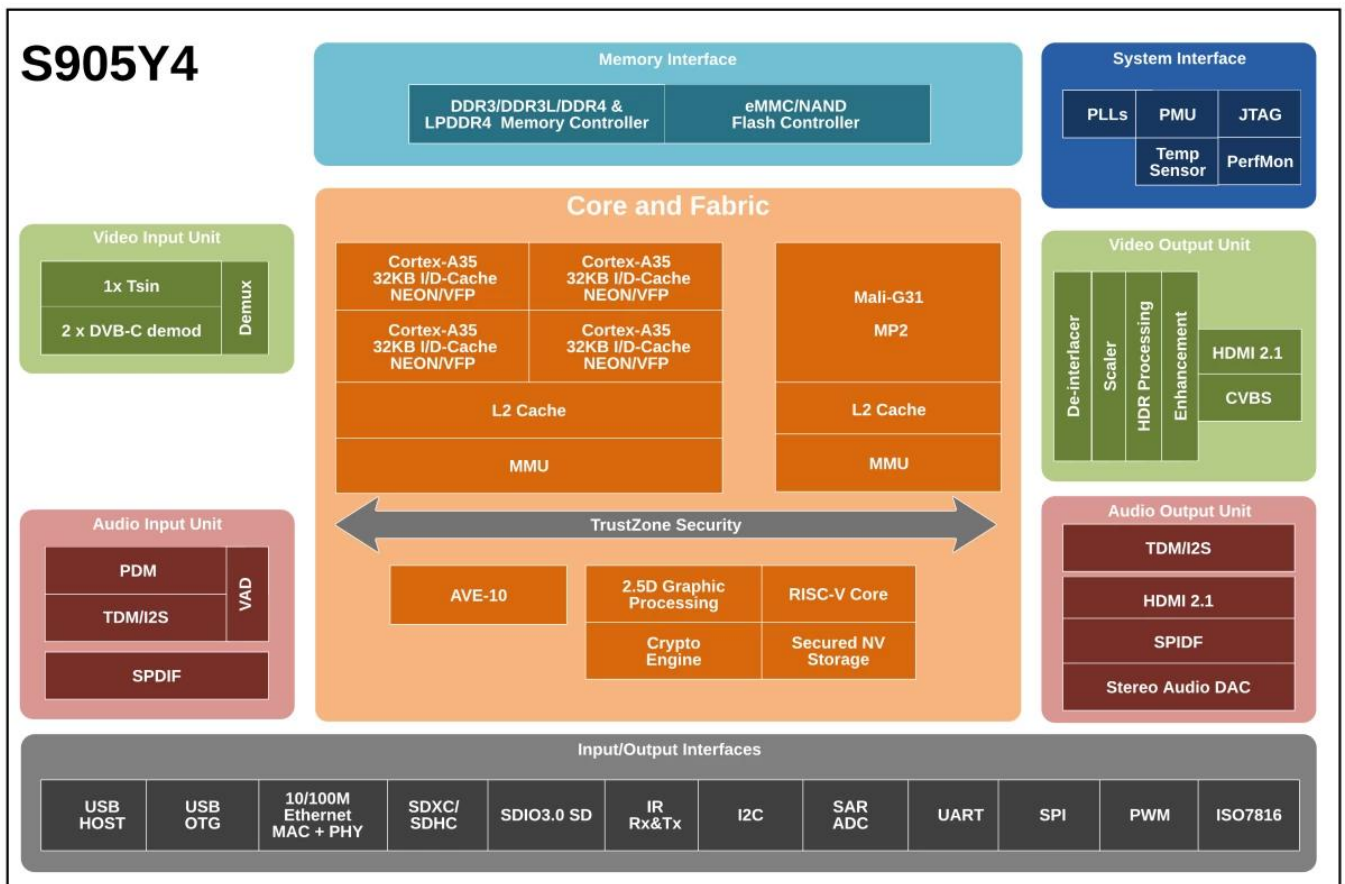 S905Y4
Memory Interface
DDR3/DDR3L/DDR4 &
LPDDR4 Memory Controller
eMMC/NAND
Flash Controller
System Interface
PLLs
PMU
JTAG
Temp
Sensor
PerfMon
Video Input Unit
1x Tsin
2 x DVB-C demod
Demux
Core and Fabric
Cortex-A35
32KB I/D-Cache
NEON/VFP
Cortex-A35
32KB I/D-Cache
NEON/VFP
Cortex-A35
32KB I/D-Cache
NEON/VFP
Cortex-A35
32KB I/D-Cache
NEON/VFP
L2 Cache
MMU
Mali-G31
MP2
L2 Cache
MMU
TrustZone Security
AVE-10
2.5D Graphic
Processing
RISC-V Core
Crypto
Engine
Secured NV
Storage
Video Output Unit
De-interlacer
Scaler
HDR Processing
Enhancement
HDMI 2.1
CVBS
Audio Input Unit
PDM
TDM/I2S
VAD
SPDIF
Audio Output Unit
TDM/I2S
HDMI 2.1
SPIDF
Stereo Audio DAC
Input/Output Interfaces
USB
HOST
USB
OTG
10/100M
Ethernet
MAC + PHY
SDXC/
SDHC
SDIO3.0 SD
IR
Rx&Tx
I2C
SAR
ADC
UART
SPI
PWM
ISO7816